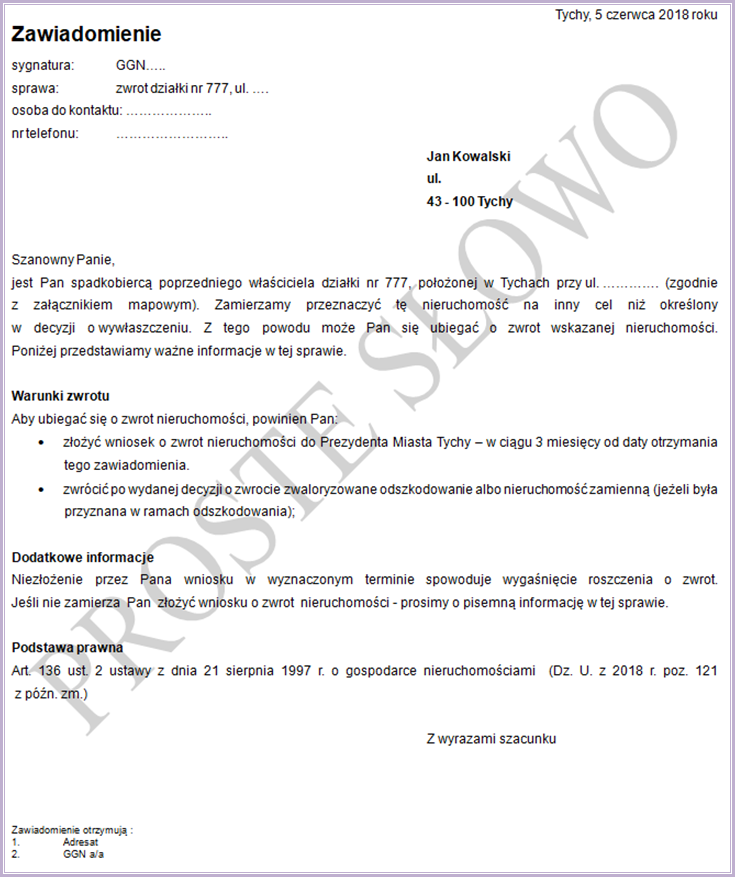 Tychy, 5 czerwca 2018 roku
Zawiadomienie
sygnatura: GGN.....
sprawa: zwrot działki nr 777, ul. ....
osoba do kontaktu: ...................
nr telefonu: ........................
Jan Kowalski
ul.
43 - 100 Tychy
Szanowny Panie,
jest Pan spadkobiercą poprzedniego właściciela działki nr 777, położonej w Tychach przy ul. ............. (zgodnie
z załącznikiem mapowym). Zamierzamy przeznaczyć tę nieruchomość na inny cel niż określony
w decyzji o wywłaszczeniu. Z tego powodu może Pan się ubiegać o zwrot wskazanej nieruchomości.
Poniżej przedstawiamy ważne informacje w tej sprawie.
Warunki zwrotu
Aby ubiegać się o zwrot nieruchomości, powinien Pan:
• złożyć wniosek o zwrot nieruchomości do Prezydenta Miasta Tychy – w ciągu 3 miesięcy od daty otrzymania
tego zawiadomienia.
• zwrócić po wydanej decyzji o zwrocie zwaloryzowane odszkodowanie albo nieruchomość zamienną (jeżeli była
przyznana w ramach odszkodowania);
Dodatkowe informacje
Niezłożenie przez Pana wniosku w wyznaczonym terminie spowoduje wygaśnięcie roszczenia o zwrot.
Jeśli nie zamierza Pan złożyć wniosku o zwrot nieruchomości - prosimy o pisemną informację w tej sprawie.
Podstawa prawna
Art. 136 ust. 2 ustawy z dnia 21 sierpnia 1997 r. o gospodarce nieruchomościami (Dz. U. z 2018 r. poz. 121
z późn. zm.)
Z wyrazami szacunku
Zawiadomienie otrzymują :
1. Adresat
2. GGN a/a
PROSTE SŁOWO